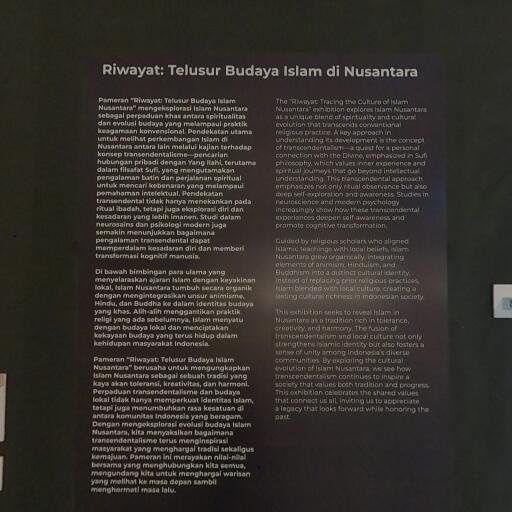 Riwayat: Telusur Budaya Islam di Nusantara
Pameran "Riwayat: Telusur Budaya Islam
Nusantara" mengeksplorasi Islam Nusantara
sebagai perpaduan khas antara spiritualitas
dan evolusi budaya yang melampaui praktik
keagamaan konvensional. Pendekatan utama
untuk melihat perkembangan Islam di
Nusantara antara lain melalui kajian terhadap
konsep transendentalisme—pencarian
hubungan pribadi dengan Yang Ilahi, terutama
dalam filsafat Sufi, yang mengutamakan
pengalaman batin dan perjalanan spiritual
untuk mencari kebenaran yang melampaui
pemahaman intelektual. Pendekatan
transendental tidak hanya menekankan pada
ritual ibadah, tetapi juga eksplorasi diri dan
kesadaran yang lebih imanen. Studi dalam
neurosains dan psikologi modern juga
semakin menunjukkan bagaimana
pengalaman transendental dapat
memperdalam kesadaran diri dan memberi
transformasi kognitif manusia.
Di bawah bimbingan para ulama yang
menyelaraskan ajaran Islam dengan keyakinan
lokal, Islam Nusantara tumbuh secara organik
dengan mengintegrasikan unsur animisme,
Hindu, dan Buddha ke dalam identitas budaya
yang khas. Alih-alih menggantikan praktik
religi yang ada sebelumnya, Islam menyatu
dengan budaya lokal dan menciptakan
kekayaan budaya yang terus hidup dalam
kehidupan masyarakat Indonesia.
Pameran "Riwayat: Telusur Budaya Islam
Nusantara" berusaha untuk mengungkapkan
Islam Nusantara sebagai sebuah tradisi yang
kaya akan toleransi, kreativitas, dan harmoni.
Perpaduan transendentalisme dan budaya
lokal tidak hanya memperkuat identitas Islam,
tetapi juga menumbuhkan rasa kesatuan di
antara komunitas Indonesia yang beragam.
Dengan mengeksplorasi evolusi budaya Islam
Nusantara, kita menyaksikan bagaimana
transendentalisme terus menginspirasi
masyarakat yang menghargai tradisi sekaligus
kemajuan. Pameran ini merayakan nilai-nilai
bersama yang menghubungkan kita semua,
mengundang kita untuk menghargai warisan
yang melihat ke masa depan sambil
menghormati masa lalu.
The "Riwayat: Tracing the Culture of Islam
Nusantara" exhibition explores Islam Nusantara
as a unique blend of spirituality and cultural
evolution that transcends conventional
religious practice. A key approach in
understanding its development is the concept
of transcendentalism—a quest for a personal
connection with the Divine, emphasized in Sufi
philosophy, which values inner experience and
spiritual journeys that go beyond intellectual
understanding. This transcendental approach
emphasizes not only ritual observance but also
deep self-exploration and awareness. Studies in
neuroscience and modern psychology
increasingly show how these transcendental
experiences deepen self-awareness and
promote cognitive transformation.
Guided by religious scholars who aligned
Islamic teachings with local beliefs, Islam
Nusantara grew organically, integrating
elements of animism, Hinduism, and
Buddhism into a distinct cultural identity.
Instead of replacing prior religious practices,
Islam blended with local culture, creating a
lasting cultural richness in Indonesian society.
This exhibition seeks to reveal Islam in
Nusantara as a tradition rich in tolerance,
creativity, and harmony. The fusion of
transcendentalism and local culture not only
strengthens Islamic identity but also fosters a
sense of unity among Indonesia's diverse
communities. By exploring the cultural
evolution of Islam Nusantara, we see how
transcendentalism continues to inspire a
society that values both tradition and progress.
This exhibition celebrates the shared values
that connect us all, inviting us to appreciate
a legacy that looks forward while honoring the
past.